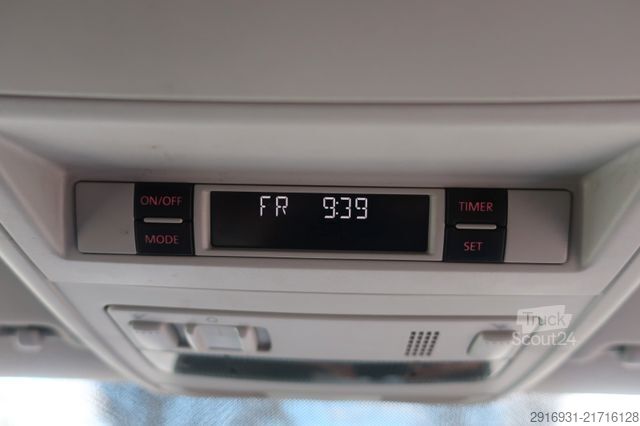 ON/OFF
MODE
FR 9:39
TIMER
SET
Truck
Scout24
2916931-21716128